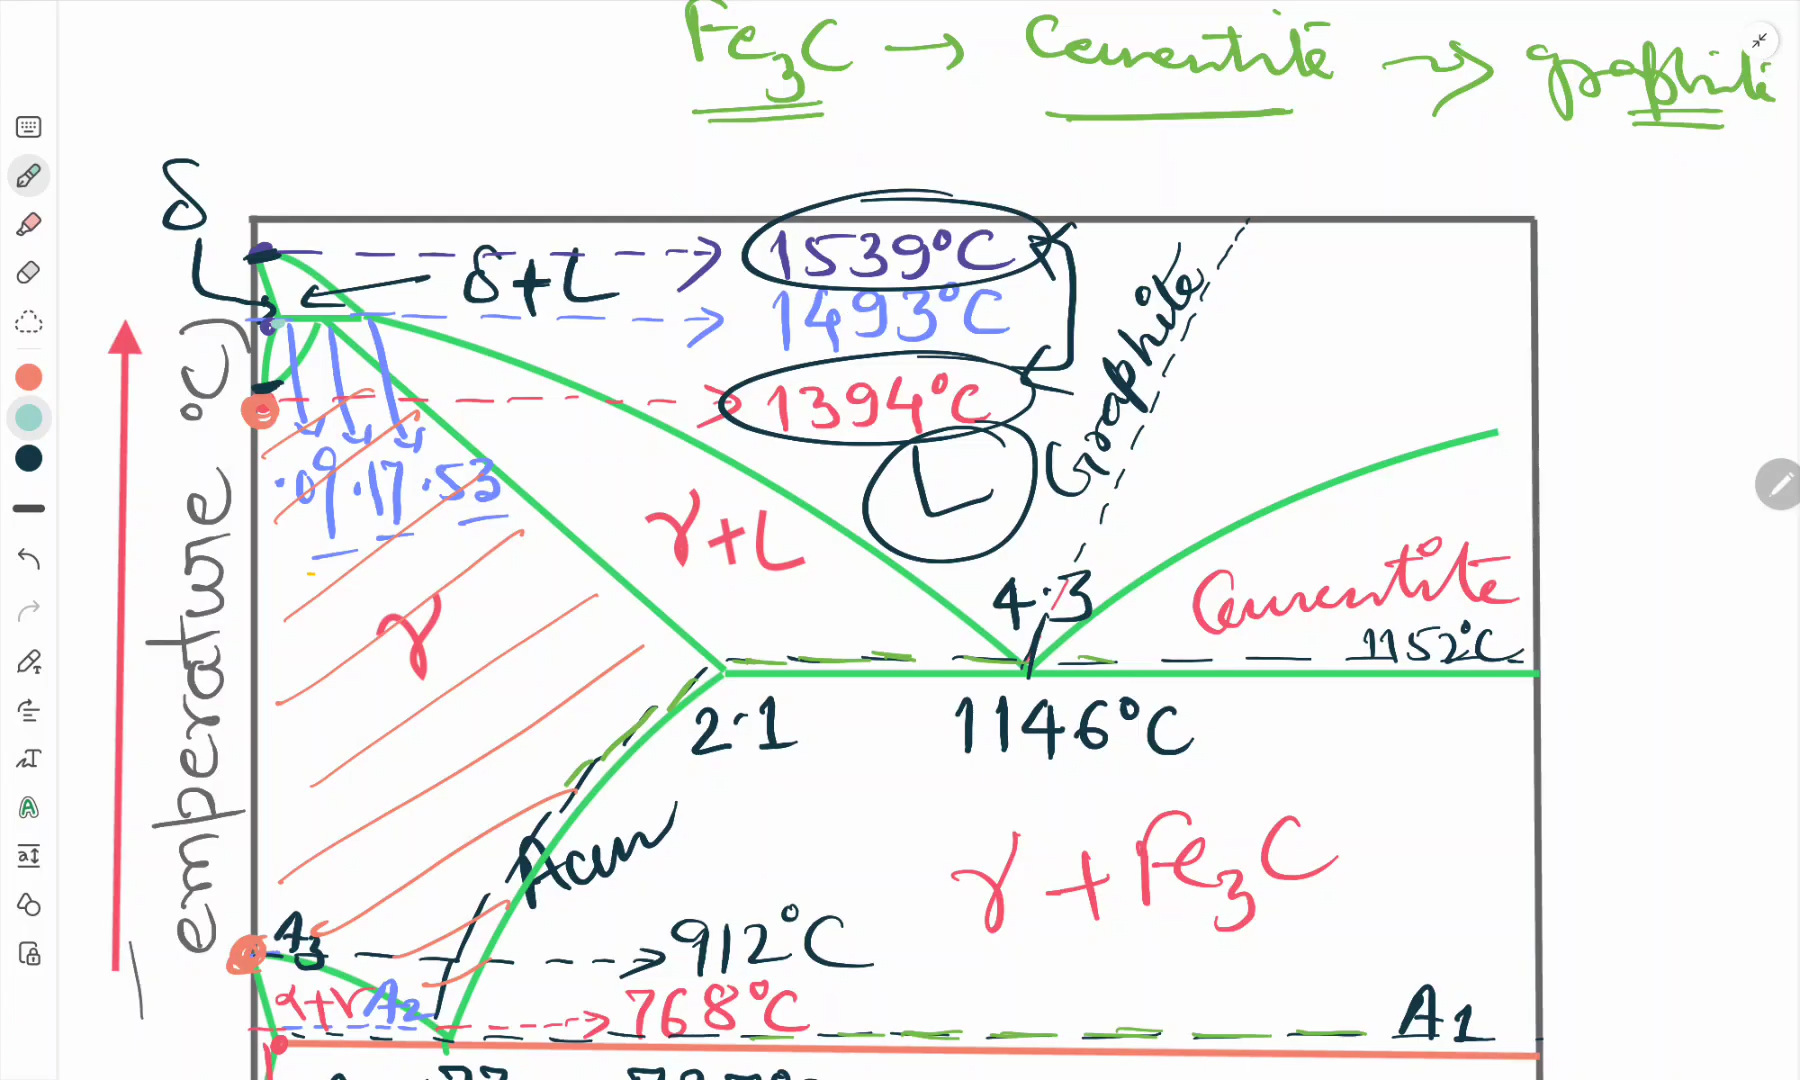 Fe3C → Cementite → graphite
δ
1539°C
δ+L
1493°C
1394°C
Graphite
.09 .17 .53
L
γ+L
4.3
Cementite
1152°C
γ
2.1
1146°C
Temperature °C)
Acm
γ+Fe3C
A3
912°C
α+γ A2
768°C
A1